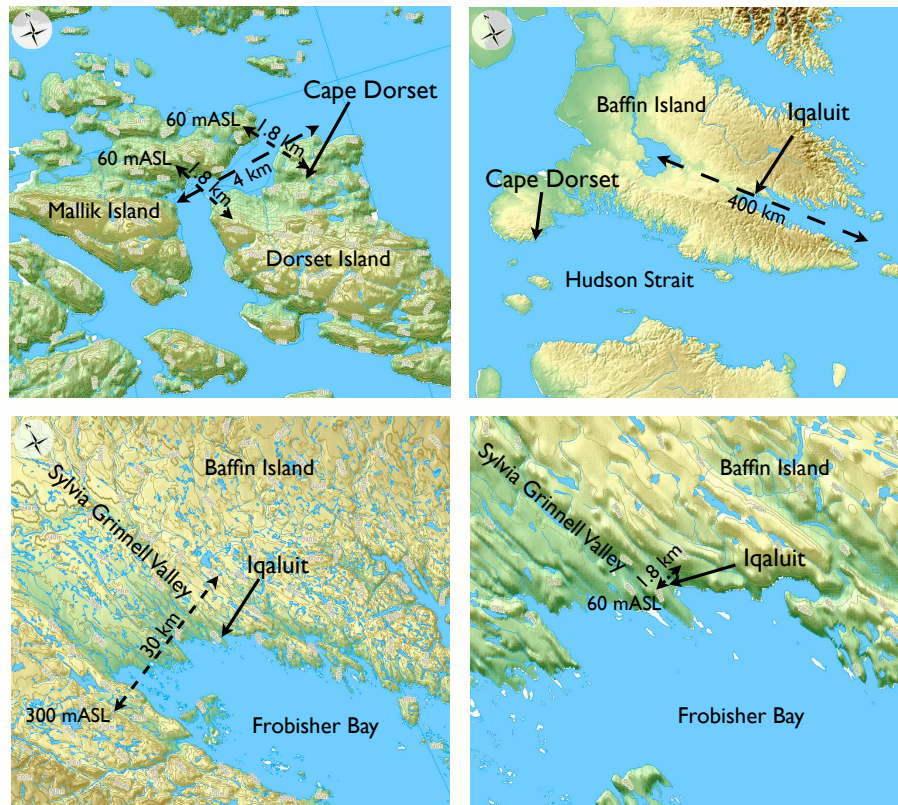 Cape Dorset
60 mASL
1.8 km
60 mASL
4 km
1.8 km
Mallik Island
Dorset Island
Baffin Island
Iqaluit
Cape Dorset
400 km
Hudson Strait
Baffin Island
Sylvia Grinnell Valley
Iqaluit
30 km
300 mASL
Frobisher Bay
Baffin Island
Sylvia Grinnell Valley
1.8 km
Iqaluit
60 mASL
Frobisher Bay